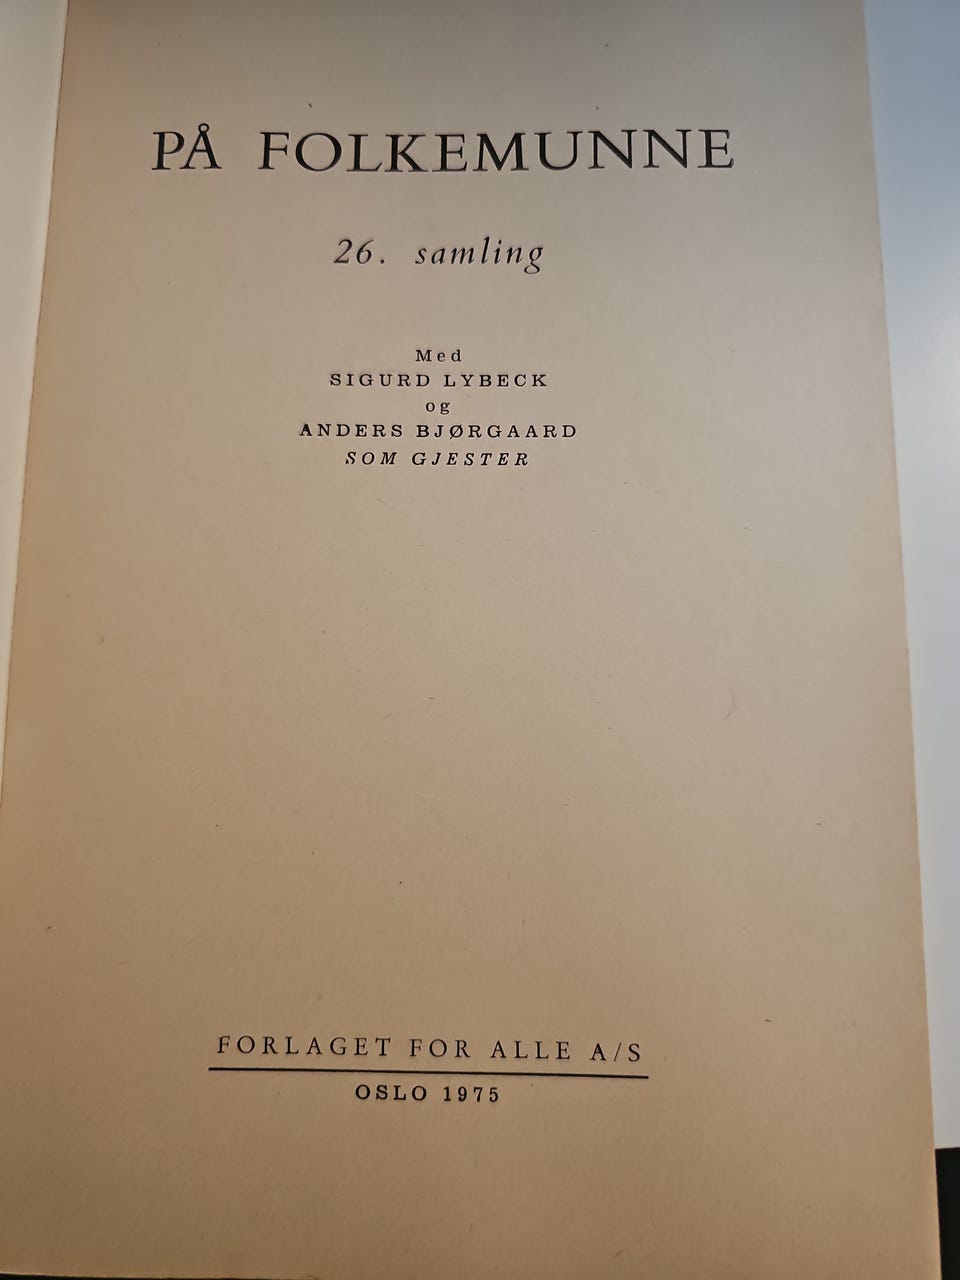 PÅ FOLKEMUNNE
26. samling
Med
SIGURD LYBECK
og
ANDERS BJØRGAARD
SOM GJESTER
FORLAGET FOR ALLE A/S
OSLO 1975